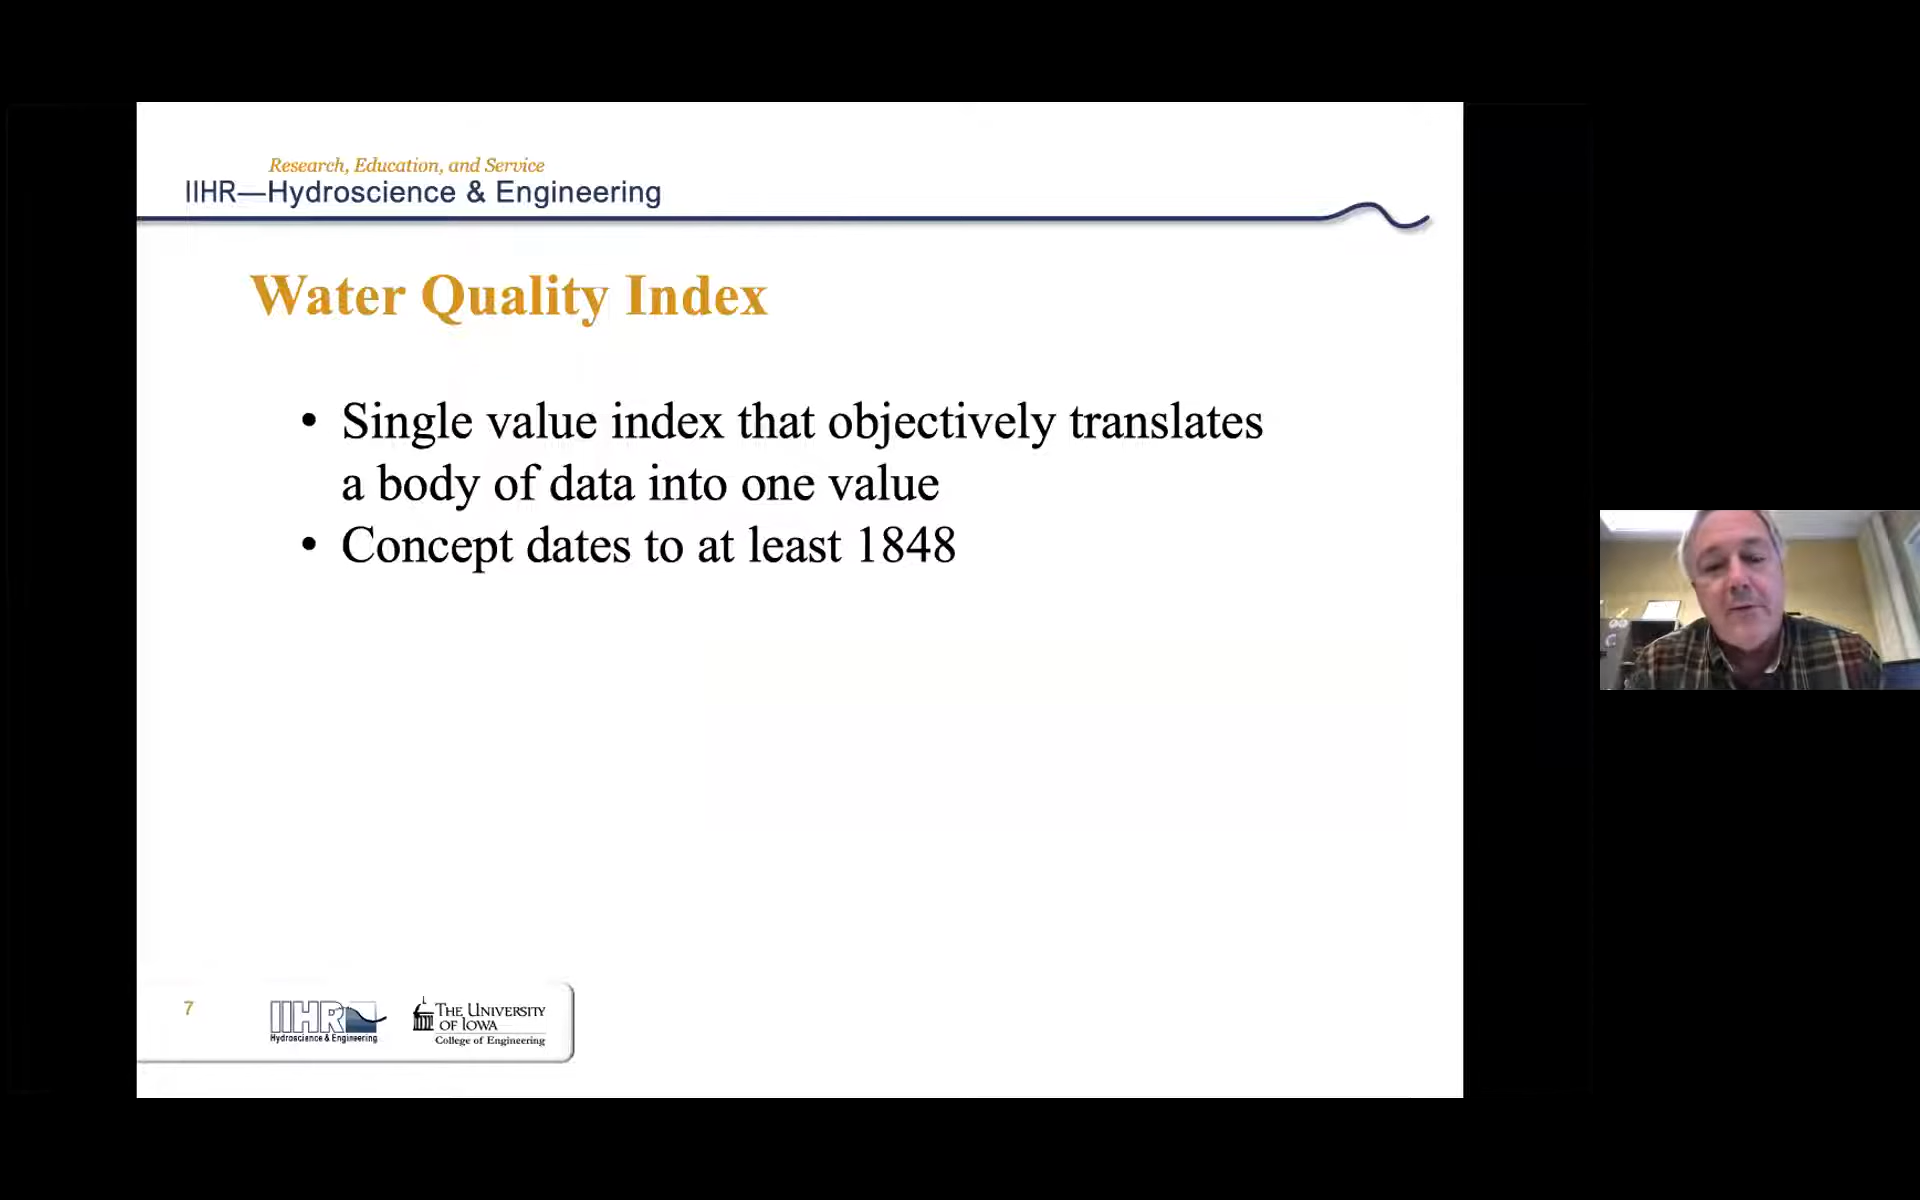 Research, Education, and Service
IIHR—Hydroscience & Engineering
Water Quality Index
• Single value index that objectively translates
a body of data into one value
• Concept dates to at least 1848
7
IIHR
Hydroscience & Engineering
THE UNIVERSITY
OF IOWA
College of Engineering